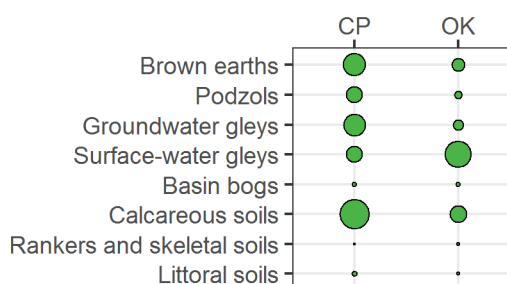 CP OK
Brown earths
Podzols
Groundwater gleys
Surface-water gleys
Basin bogs
Calcareous soils
Rankers and skeletal soils
Littoral soils